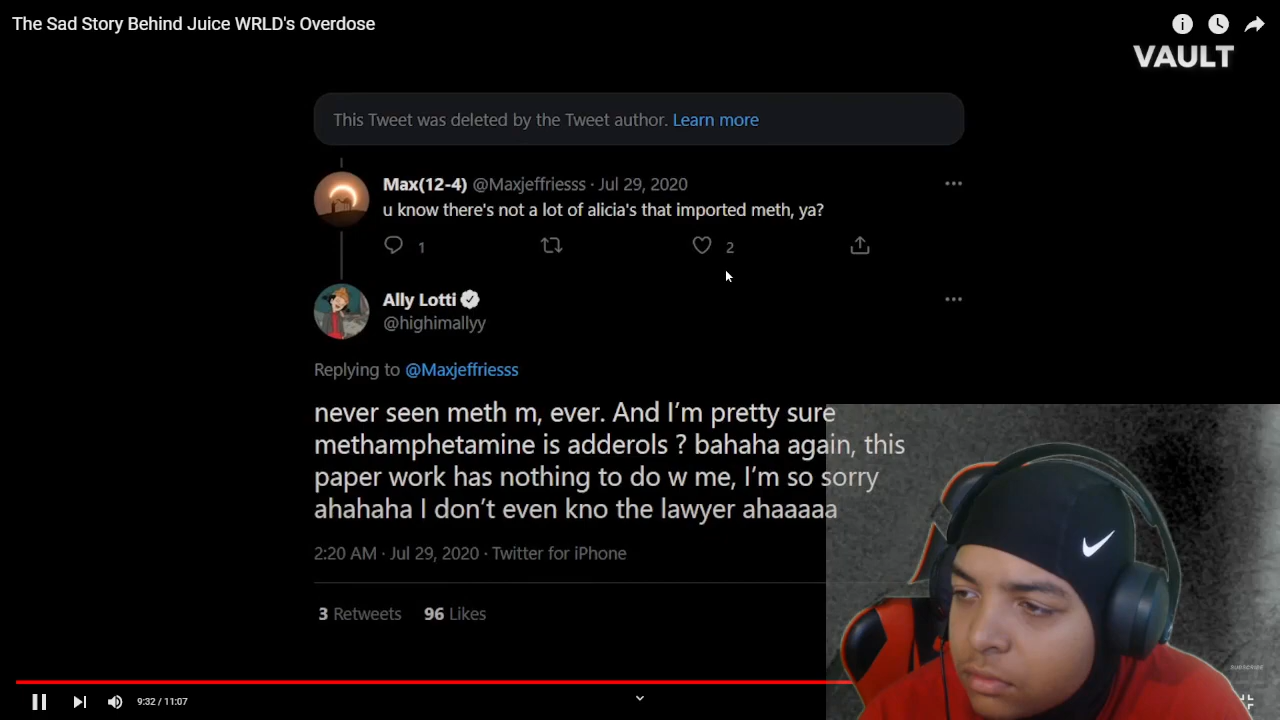 The Sad Story Behind Juice WRLD's Overdose
VAULT
This Tweet was deleted by the Tweet author. Learn more
Max(12-4) @Maxjeffriesss · Jul 29, 2020
u know there's not a lot of alicia's that imported meth, ya?
1
2
Ally Lotti
@highimallyy
Replying to @Maxjeffriesss
never seen meth m, ever. And I'm pretty sure
methamphetamine is adderols ? bahaha again, this
paper work has nothing to do w me, I'm so sorry
ahahaha I don't even kno the lawyer ahaaaaa
2:20 AM · Jul 29, 2020 · Twitter for iPhone
3 Retweets 96 Likes
SUBSCRIBE
9:32 / 11:07